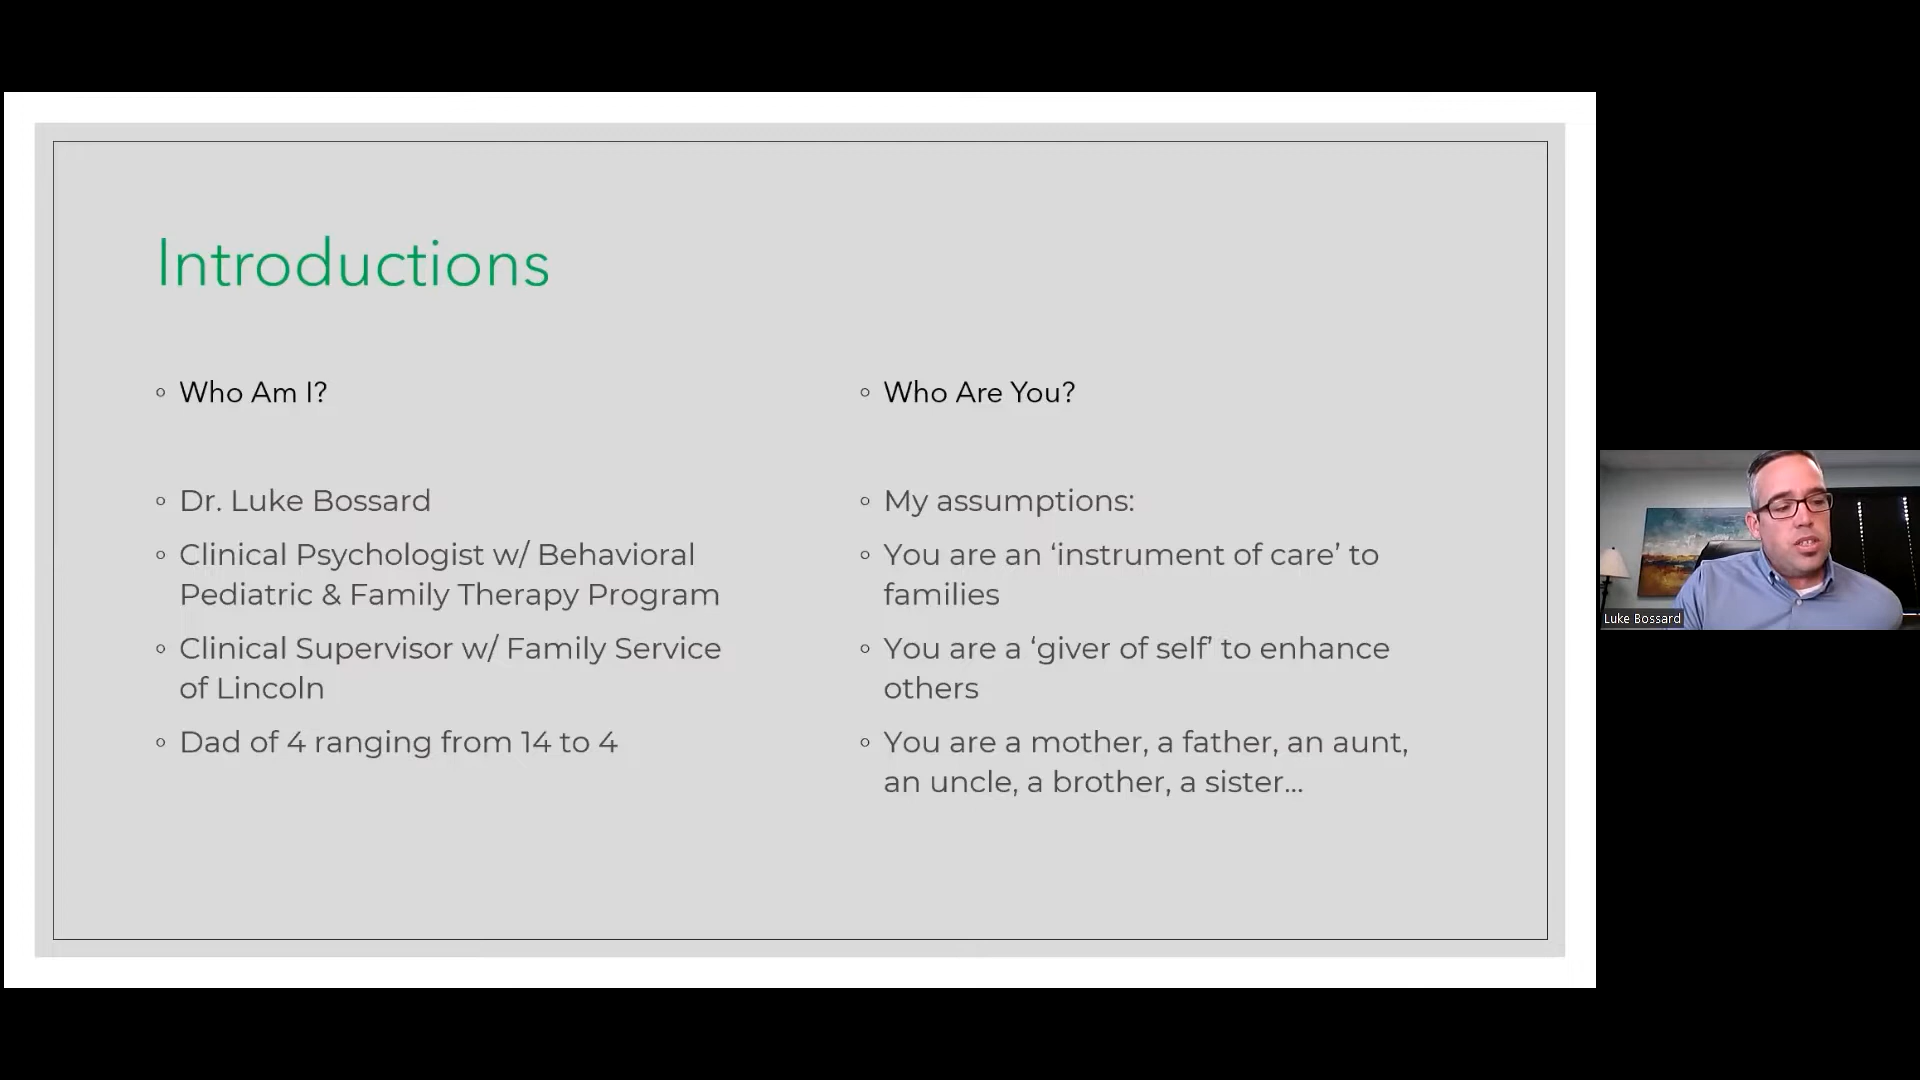 Introductions
Who Am I?
Dr. Luke Bossard
Clinical Psychologist w/ Behavioral
Pediatric & Family Therapy Program
Clinical Supervisor w/ Family Service
of Lincoln
Dad of 4 ranging from 14 to 4
Who Are You?
My assumptions:
You are an ‘instrument of care’ to
families
You are a ‘giver of self’ to enhance
others
You are a mother, a father, an aunt,
an uncle, a brother, a sister…
Luke Bossard